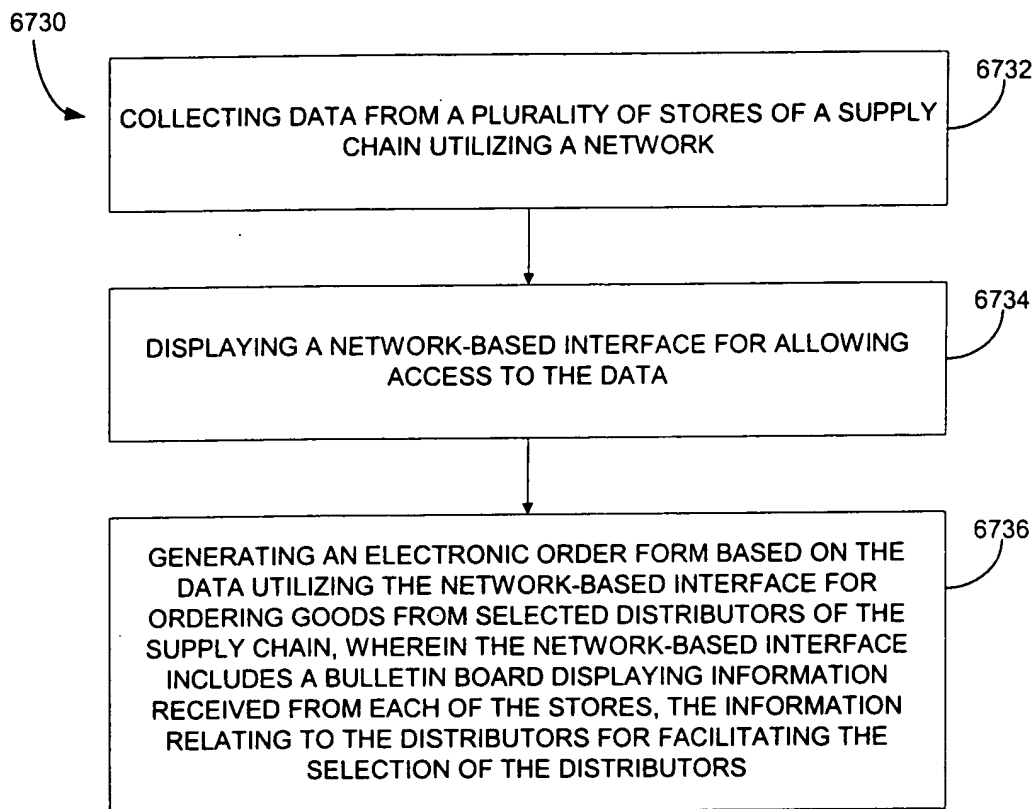 6730
6732
COLLECTING DATA FROM A PLURALITY OF STORES OF A SUPPLY
CHAIN UTILIZING A NETWORK
6734
DISPLAYING A NETWORK-BASED INTERFACE FOR ALLOWING
ACCESS TO THE DATA
6736
GENERATING AN ELECTRONIC ORDER FORM BASED ON THE
DATA UTILIZING THE NETWORK-BASED INTERFACE FOR
ORDERING GOODS FROM SELECTED DISTRIBUTORS OF THE
SUPPLY CHAIN, WHEREIN THE NETWORK-BASED INTERFACE
INCLUDES A BULLETIN BOARD DISPLAYING INFORMATION
RECEIVED FROM EACH OF THE STORES, THE INFORMATION
RELATING TO THE DISTRIBUTORS FOR FACILITATING THE
SELECTION OF THE DISTRIBUTORS